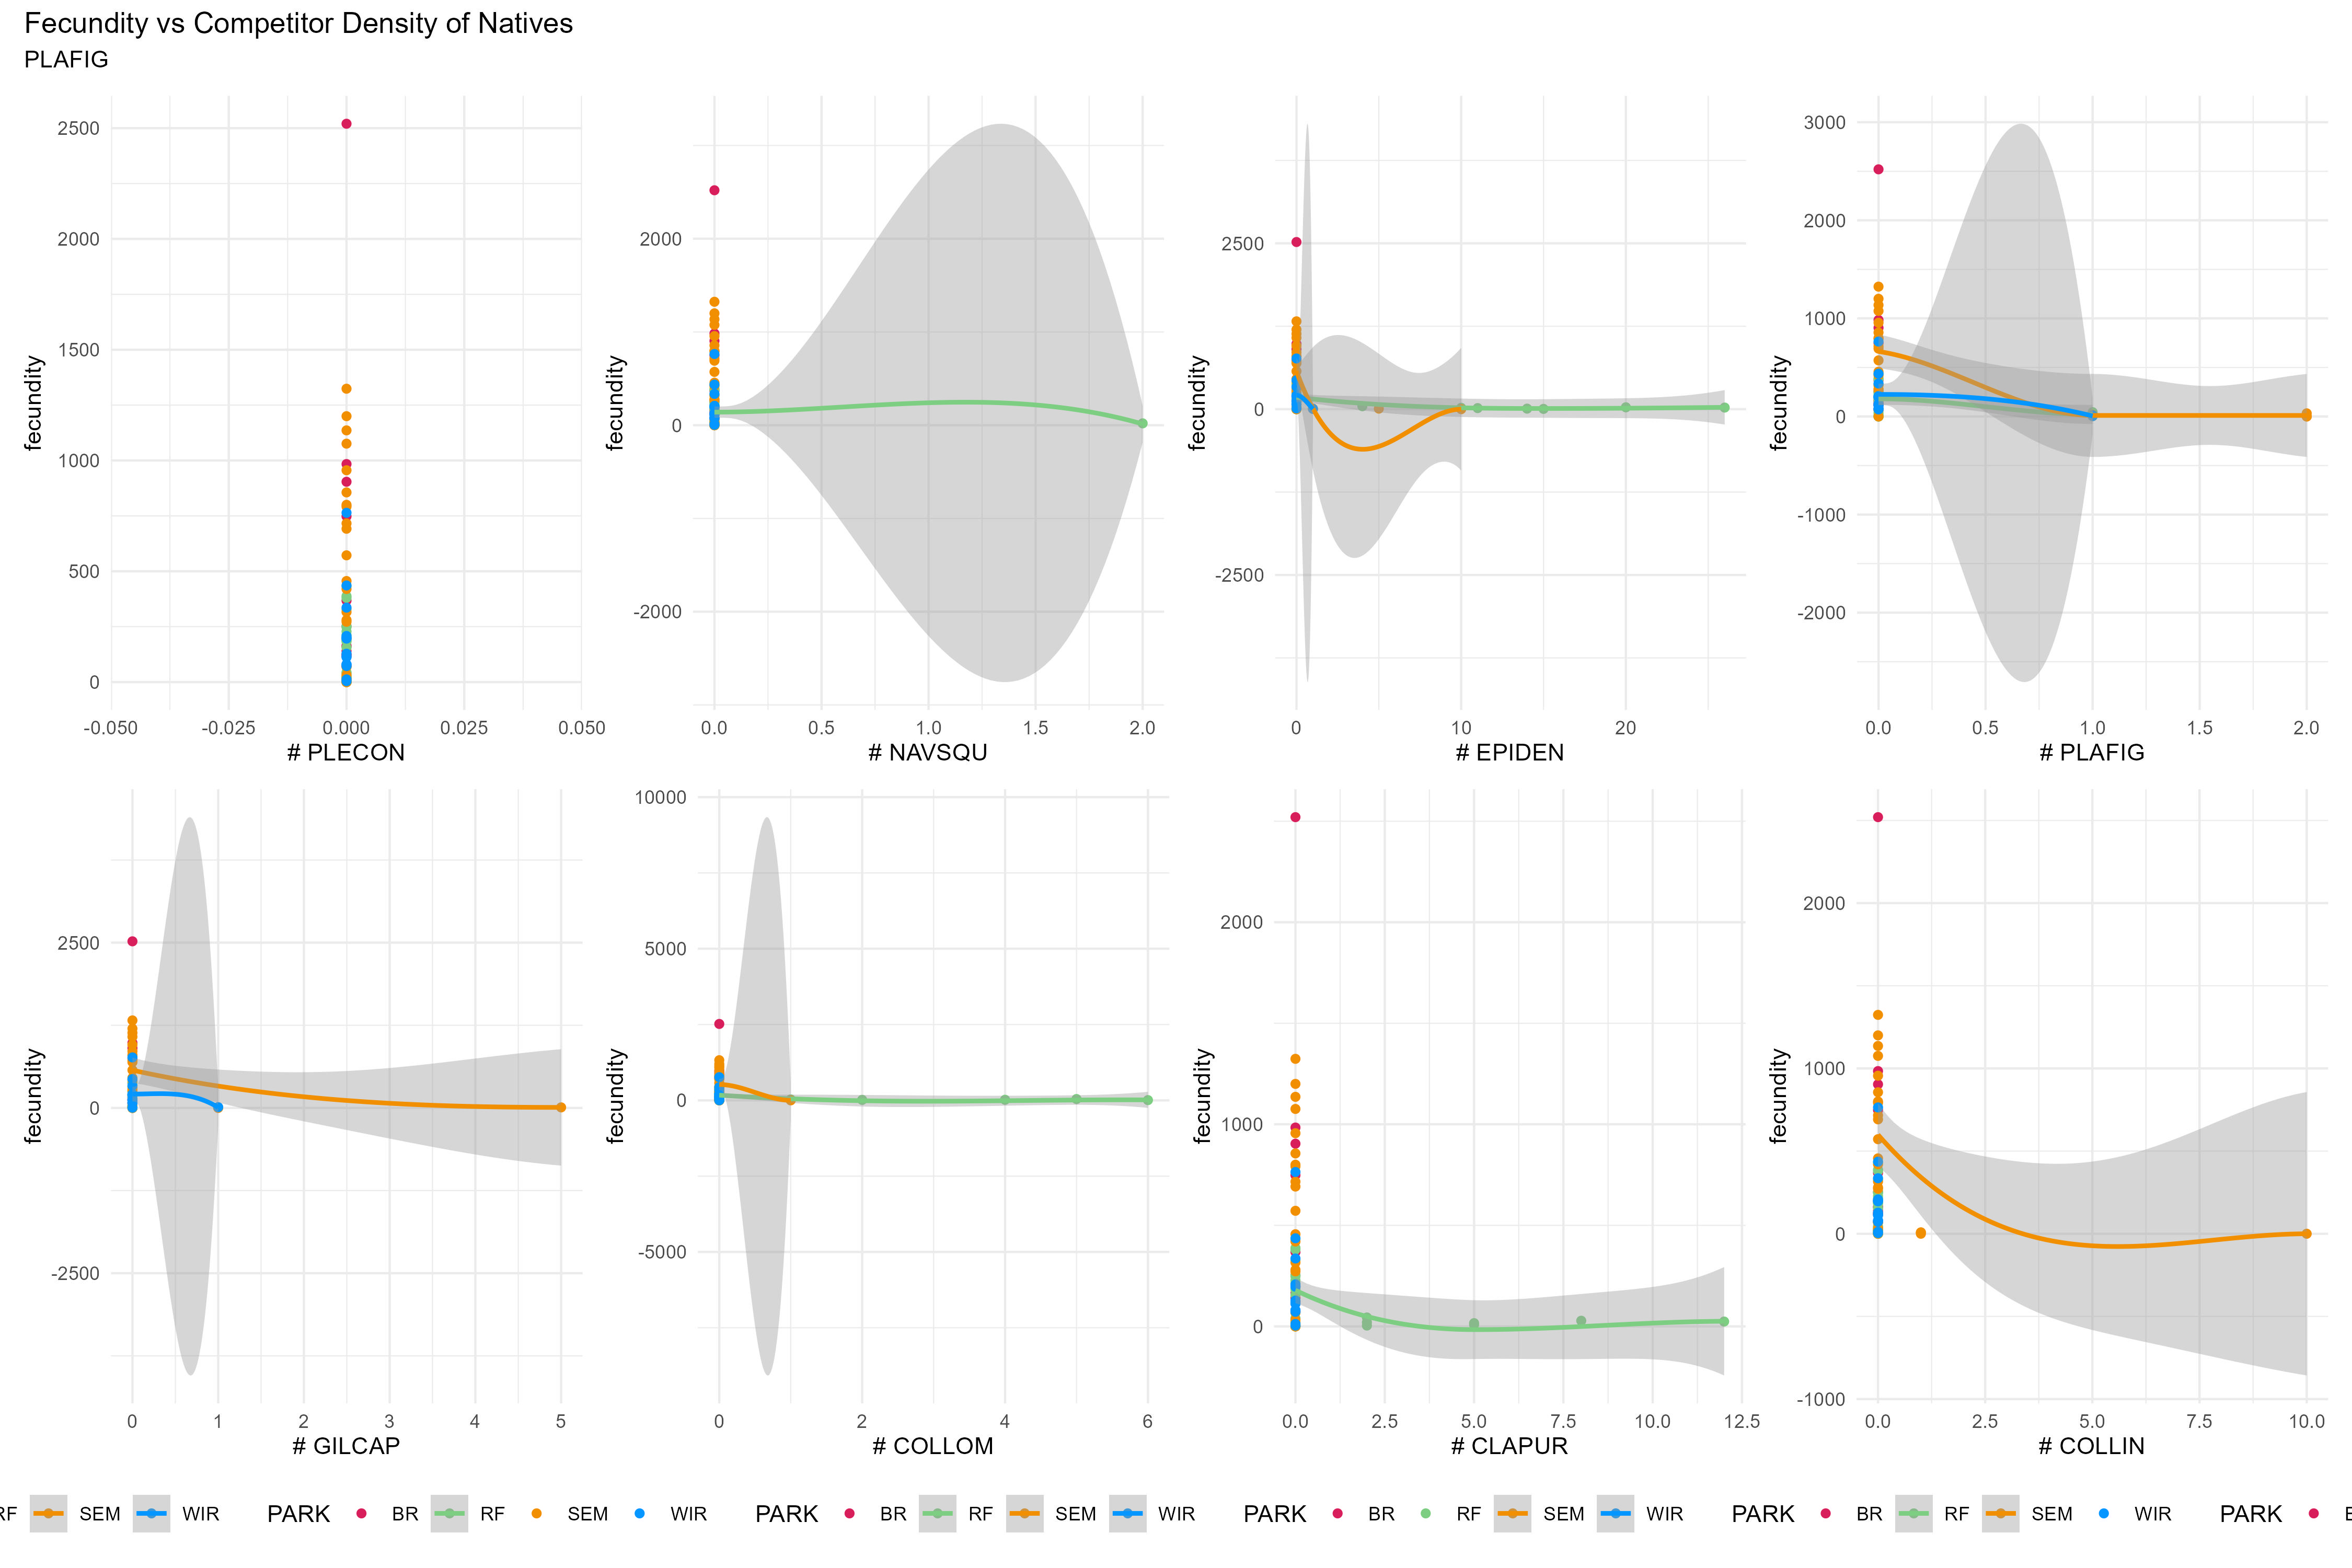 Fecundity vs Competitor Density of Natives
PLAFIG
fecundity
2500
2000
1500
1000
500
0
-0.050 -0.025 0.000 0.025 0.050
# PLECON
fecundity
2000
0
-2000
0.0 0.5 1.0 1.5 2.0
# NAVSQU
fecundity
2500
0
-2500
0 10 20
# EPIDEN
fecundity
3000
2000
1000
0
-1000
-2000
0.0 0.5 1.0 1.5 2.0
# PLAFIG
fecundity
2500
0
-2500
0 1 2 3 4 5
# GILCAP
fecundity
10000
5000
0
-5000
0 2 4 6
# COLLOM
fecundity
2000
1000
0
0.0 2.5 5.0 7.5 10.0 12.5
# CLAPUR
fecundity
2000
1000
0
-1000
0.0 2.5 5.0 7.5 10.0
# COLLIN
RF SEM WIR PARK BR RF SEM WIR PARK BR RF SEM WIR PARK BR RF SEM WIR PARK BR RF SEM WIR PARK